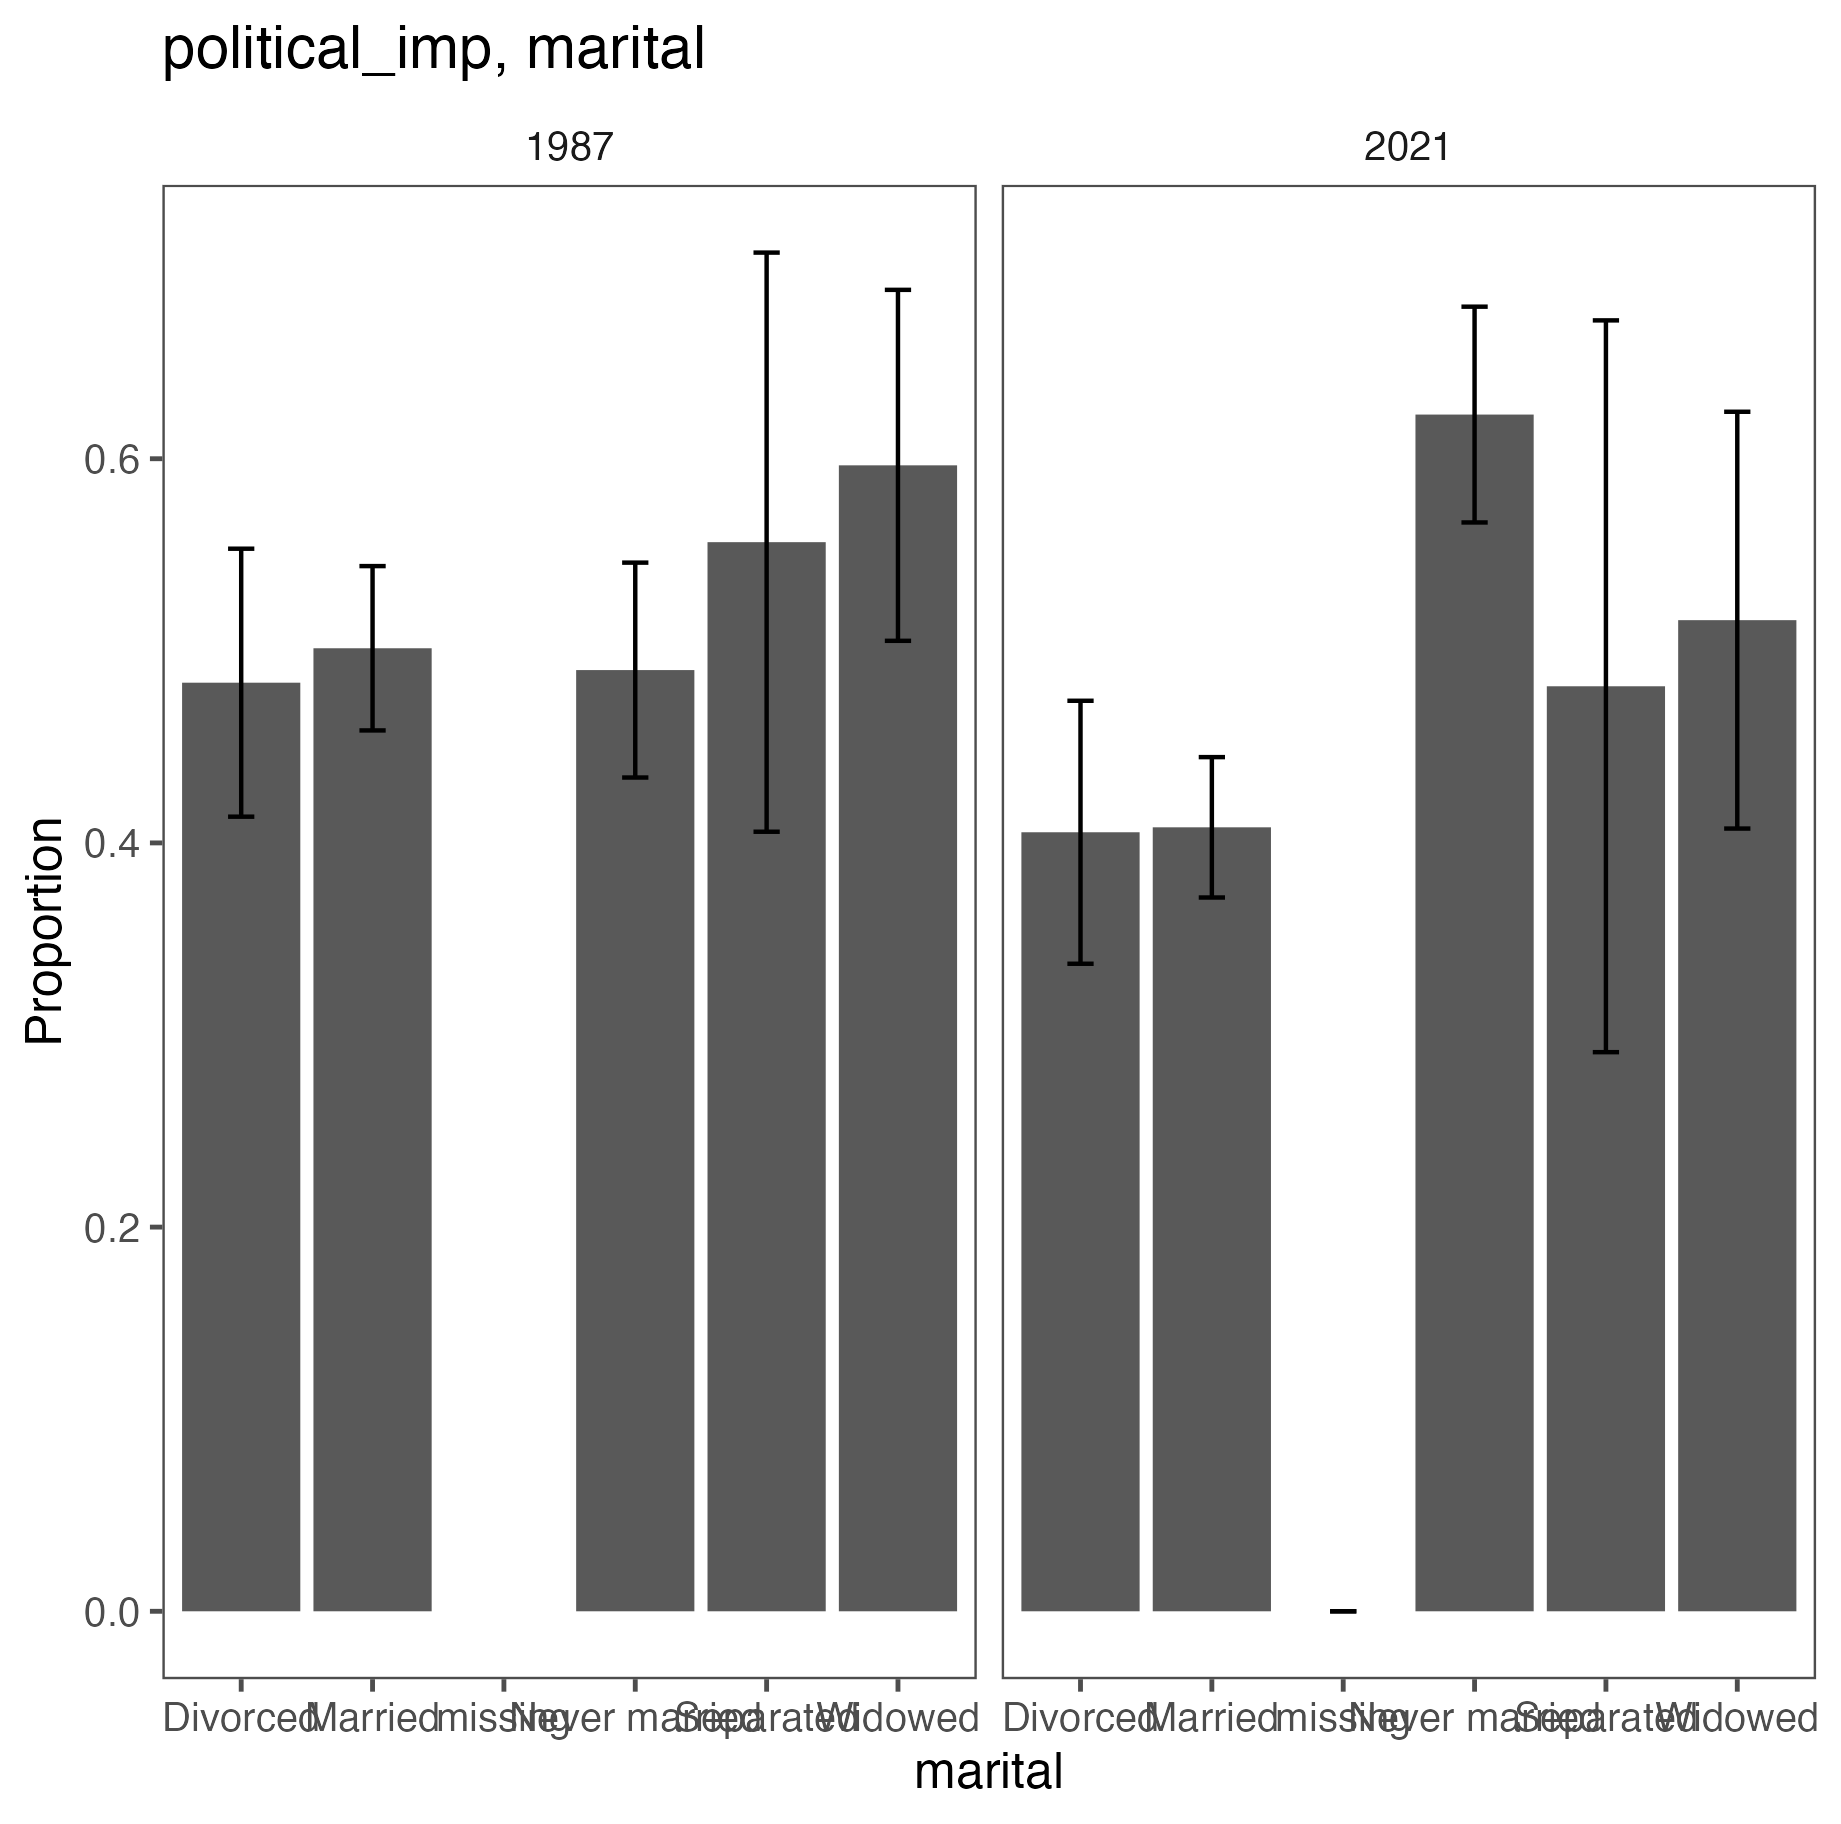 political_imp, marital
1987 2021
0.6
0.4
0.2
0.0
Proportion
Divorced Married missing Never married Separated Widowed Divorced Married missing Never married Separated Widowed
marital